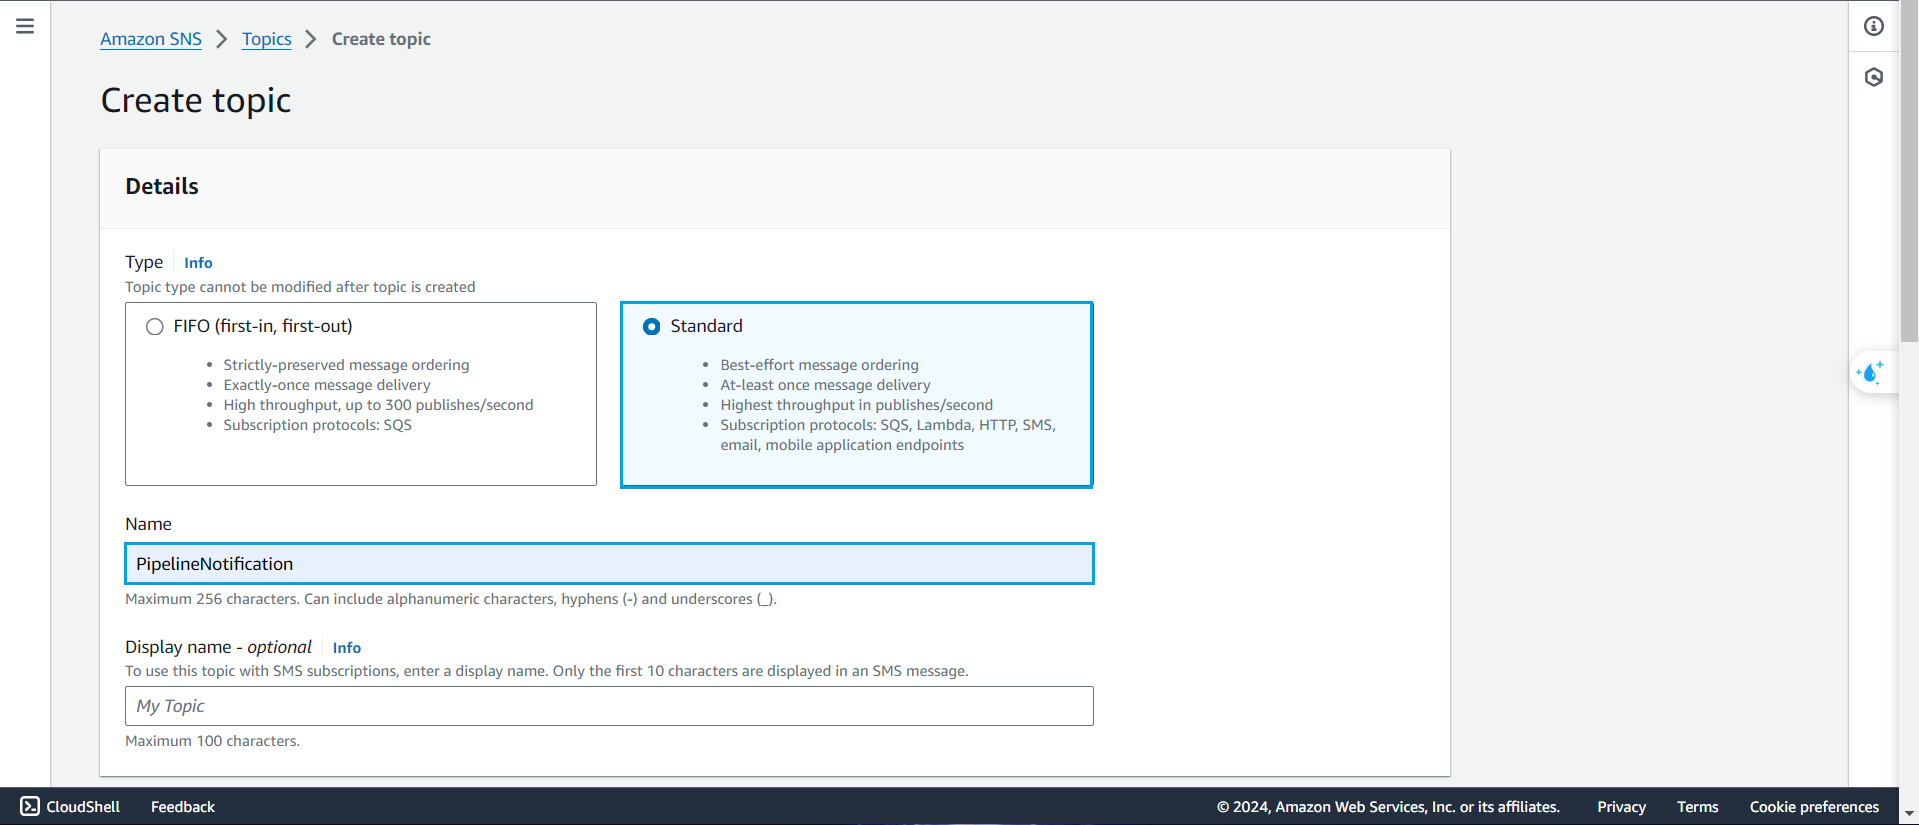 Amazon SNS > Topics > Create topic
Create topic
Details
Type Info
Topic type cannot be modified after topic is created
FIFO (first-in, first-out)
• Strictly-preserved message ordering
• Exactly-once message delivery
• High throughput, up to 300 publishes/second
• Subscription protocols: SQS
Standard
• Best-effort message ordering
• At-least once message delivery
• Highest throughput in publishes/second
• Subscription protocols: SQS, Lambda, HTTP, SMS,
email, mobile application endpoints
Name
PipelineNotification
Maximum 256 characters. Can include alphanumeric characters, hyphens (-) and underscores (_).
Display name - optional Info
To use this topic with SMS subscriptions, enter a display name. Only the first 10 characters are displayed in an SMS message.
My Topic
Maximum 100 characters.
CloudShell Feedback © 2024, Amazon Web Services, Inc. or its affiliates. Privacy Terms Cookie preferences